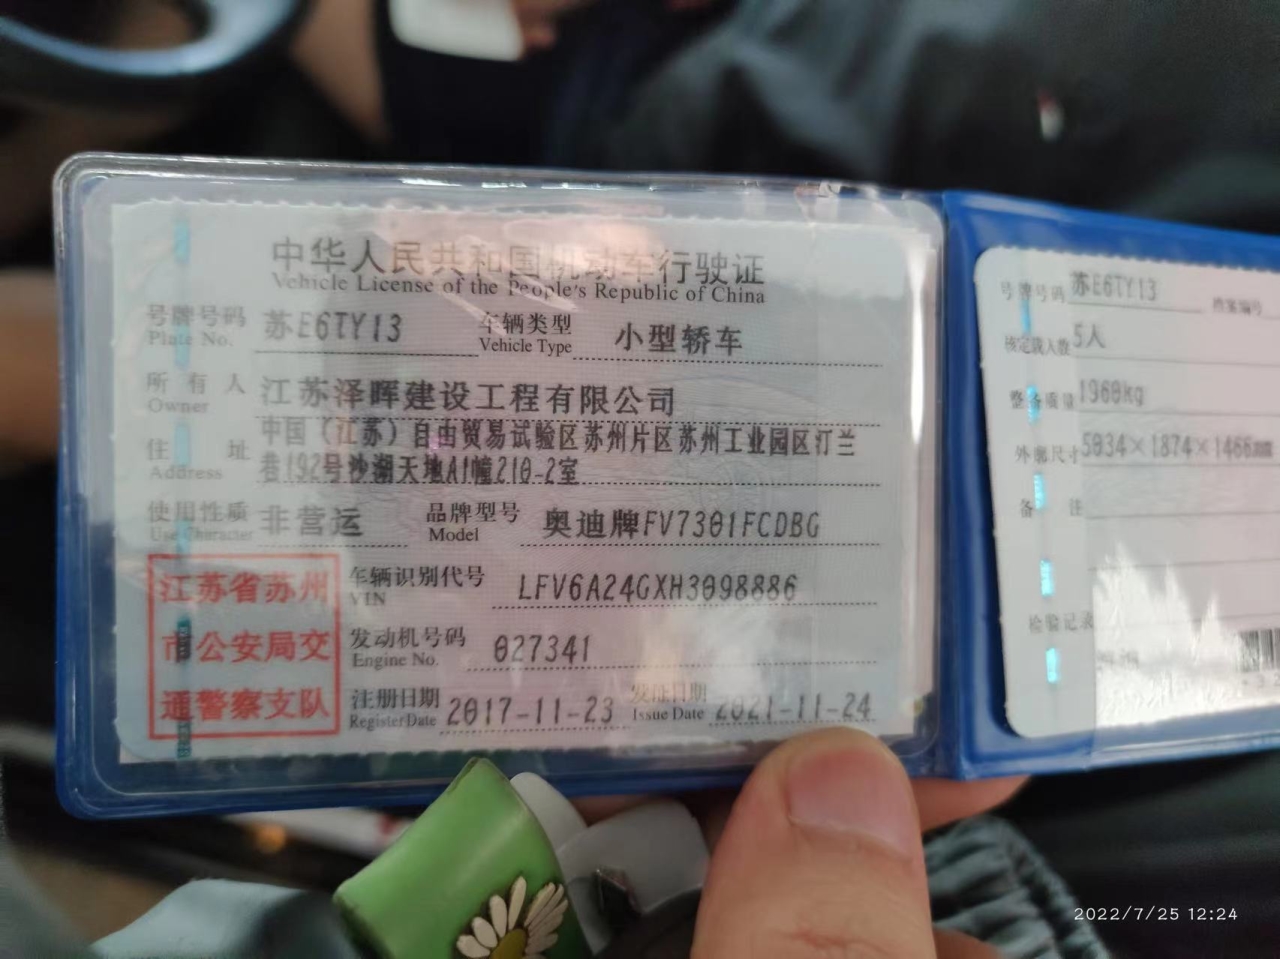 中华人民共和国机动车行驶证
Vehicle License of the People's Republic of China
号牌号码 苏E6TY13 车辆类型 小型轿车
Plate No. Vehicle Type
所有人 江苏泽晖建设工程有限公司
Owner
住址 中国（江苏）自由贸易试验区苏州片区苏州工业园区汀兰
Address 巷192号沙湖天地A1幢210-2室
使用性质 非营运 品牌型号 奥迪牌FV7301FCDBG
Use Character Model
江苏省苏州
市公安局交
通警察支队
车辆识别代号 LFV6A24GXH3098886
VIN
发动机号码 027341
Engine No.
注册日期 2017-11-23 发证日期 2021-11-24
Register Date Issue Date
号牌号码 苏E6TY13 档案编号
核定载人数 5人
整备质量 1960kg
外廓尺寸 5034×1874×1466mm
备注
检验记录
2022/7/25 12:24